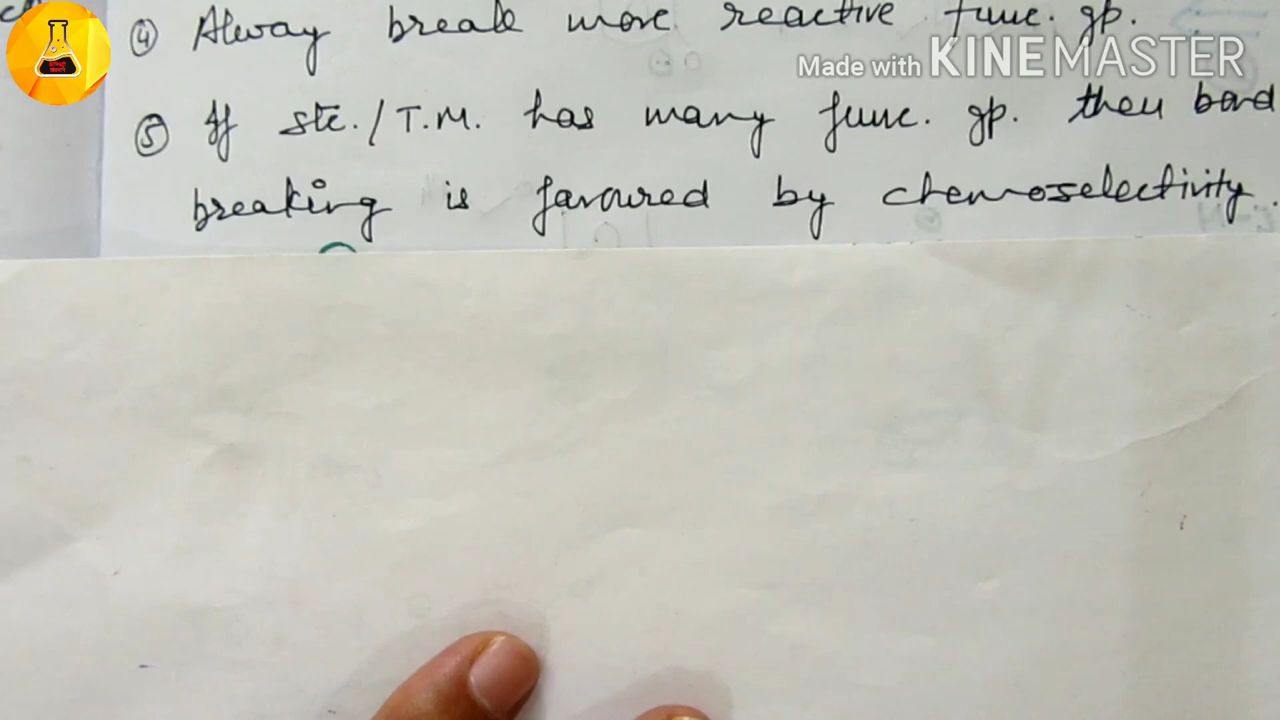 ④ Alway break more reactive func. gp.
Made with KINEMASTER
⑤ If stc./T.M. has many func. gp. then bond
breaking is favoured by chemoselectivity.